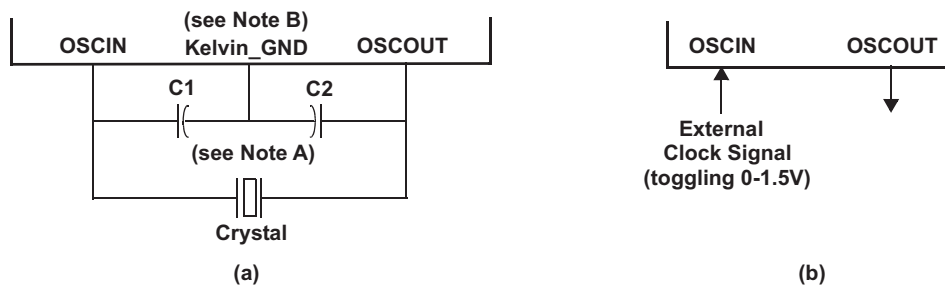 (see Note B)
OSCIN Kelvin_GND OSCOUT
C1 C2
(see Note A)
Crystal
(a)
OSCIN OSCOUT
External
Clock Signal
(toggling 0-1.5V)
(b)